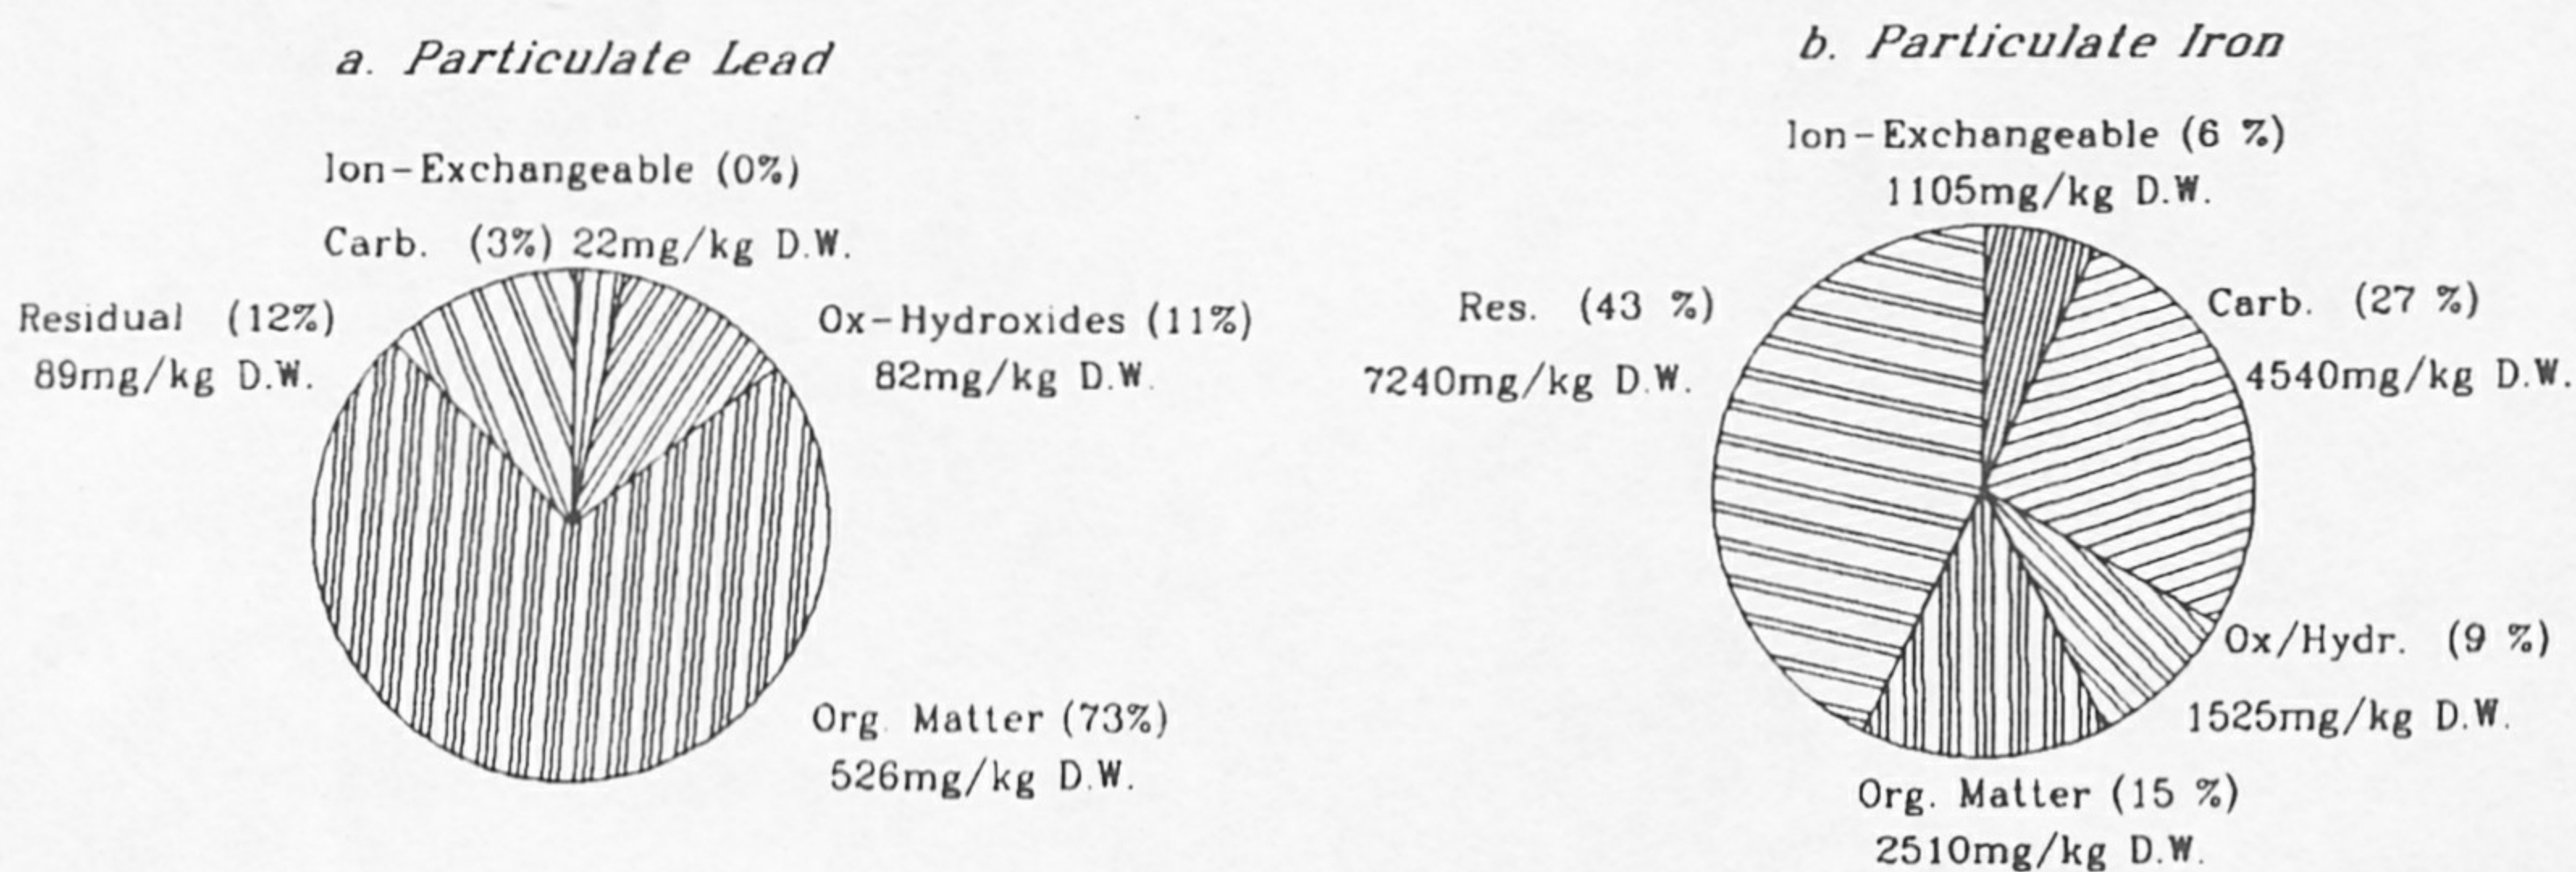 a. Particulate Lead
Ion-Exchangeable (0%)
Carb. (3%) 22mg/kg D.W.
Residual (12%)
89mg/kg D.W.
Ox-Hydroxides (11%)
82mg/kg D.W.
Org. Matter (73%)
526mg/kg D.W.
b. Particulate Iron
Ion-Exchangeable (6 %)
1105mg/kg D.W.
Res. (43 %)
7240mg/kg D.W.
Carb. (27 %)
4540mg/kg D.W.
Ox/Hydr. (9 %)
1525mg/kg D.W.
Org. Matter (15 %)
2510mg/kg D.W.